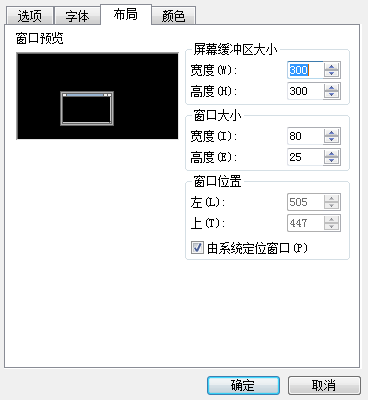 选项 字体 布局 颜色
窗口预览
屏幕缓冲区大小
宽度(W): 300
高度(H): 300
窗口大小
宽度(I): 80
高度(E): 25
窗口位置
左(L): 505
上(T): 447
由系统定位窗口(P)
确定 取消